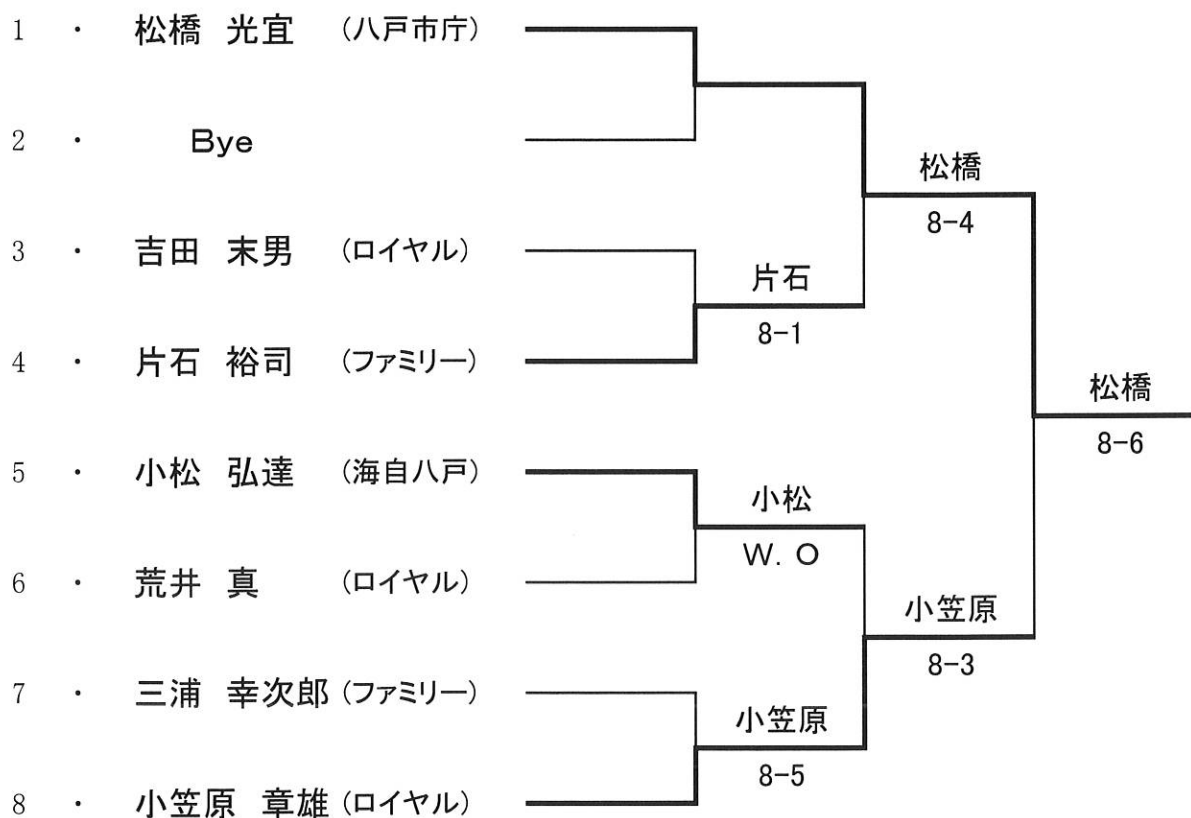 1 ・ 松橋 光宜 (八戸市庁)
2 ・ Bye
松橋
8-4
3 ・ 吉田 末男 (ロイヤル)
片石
8-1
4 ・ 片石 裕司 (ファミリー)
松橋
8-6
5 ・ 小松 弘達 (海自八戸)
小松
W. O
6 ・ 荒井 真 (ロイヤル)
小笠原
8-3
7 ・ 三浦 幸次郎 (ファミリー)
小笠原
8-5
8 ・ 小笠原 章雄 (ロイヤル)